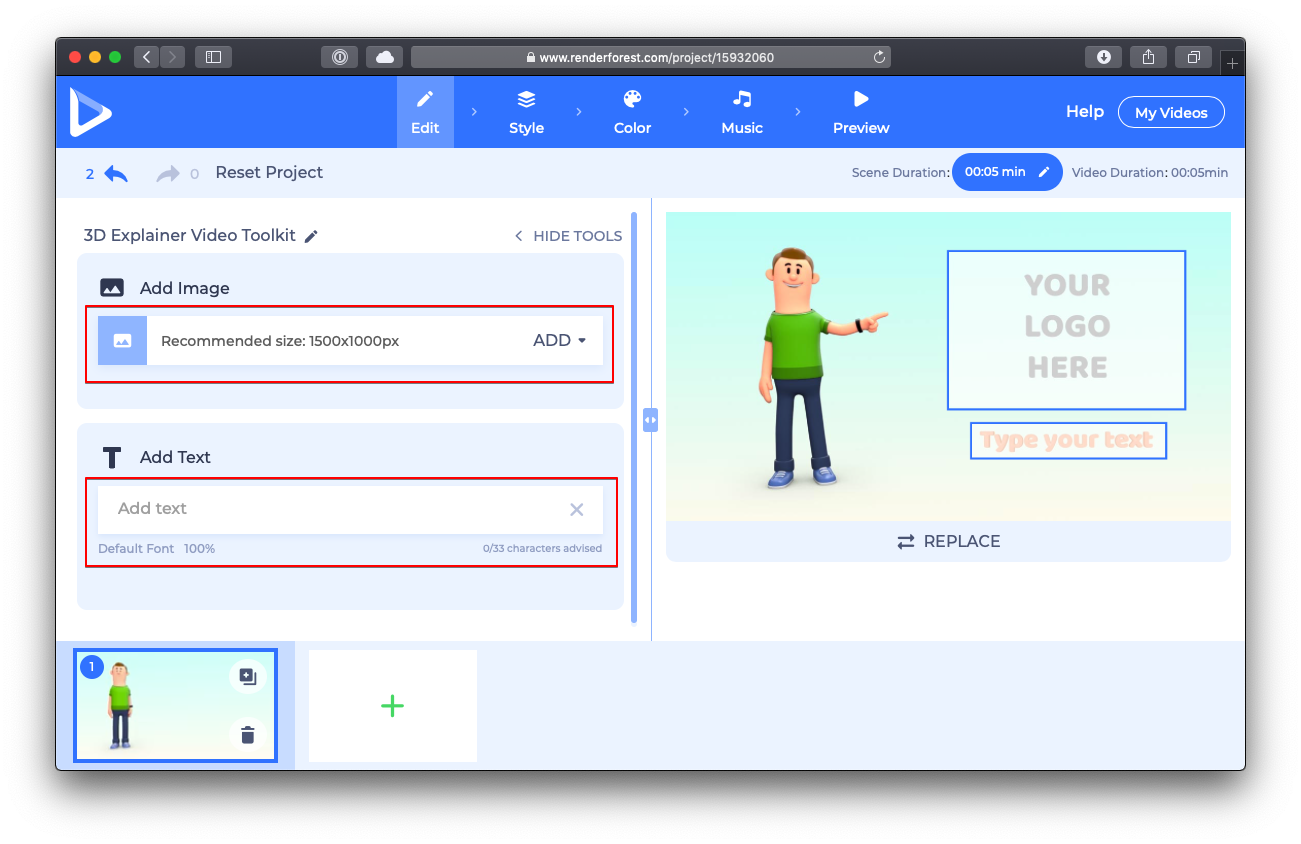 www.renderforest.com/project/15932060
Edit
Style
Color
Music
Preview
Help
My Videos
2
0
Reset Project
Scene Duration:
00:05 min
Video Duration: 00:05min
3D Explainer Video Toolkit
HIDE TOOLS
Add Image
Recommended size: 1500x1000px
ADD
Add Text
Add text
Default Font 100%
0/33 characters advised
YOUR
LOGO
HERE
Type your text
REPLACE
1